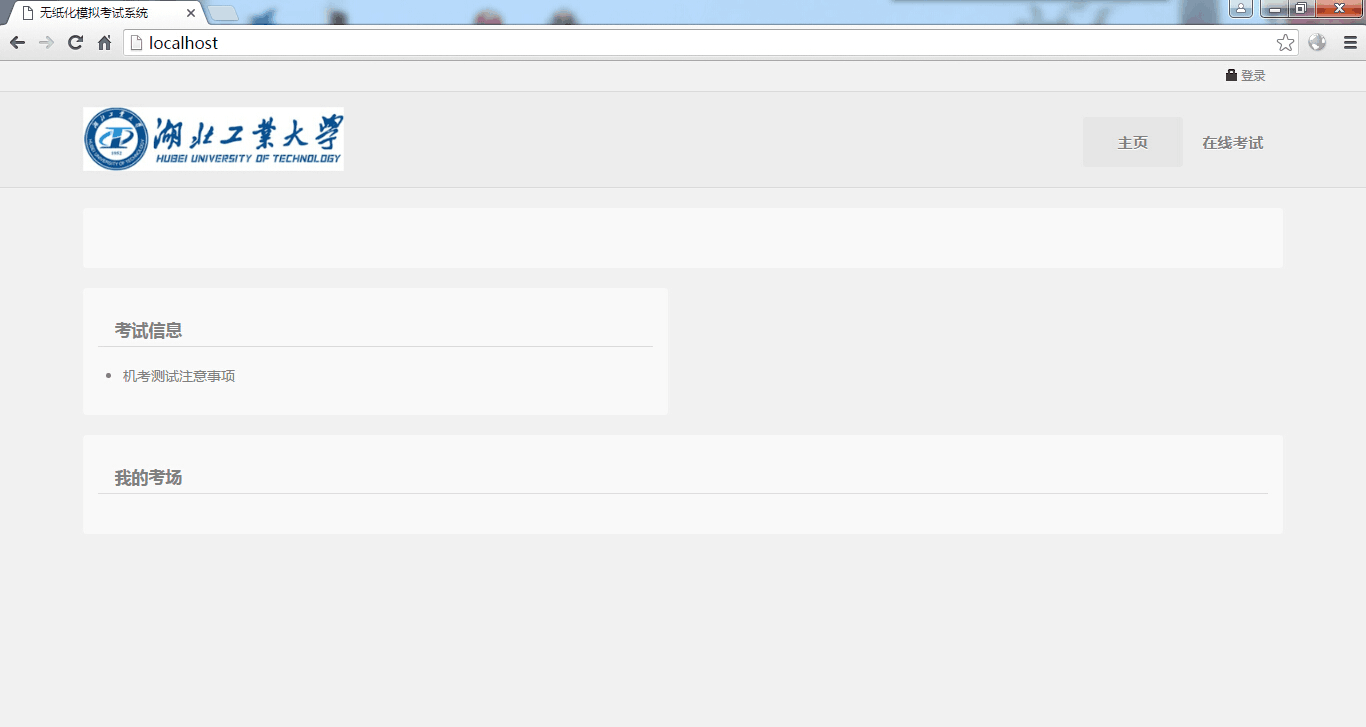 无纸化模拟考试系统
localhost
登录
湖北工業大學
HUBEI UNIVERSITY OF TECHNOLOGY
主页
在线考试
考试信息
机考测试注意事项
我的考场